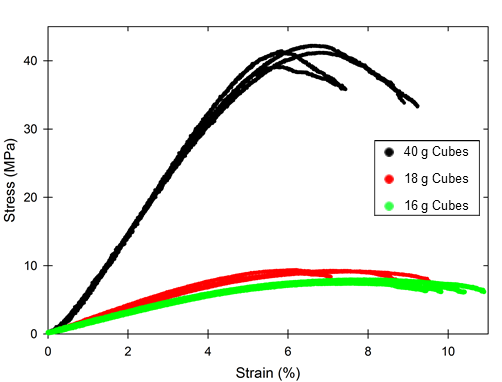 40
30
20
10
0
Stress (MPa)
40 g Cubes
18 g Cubes
16 g Cubes
0 2 4 6 8 10
Strain (%)